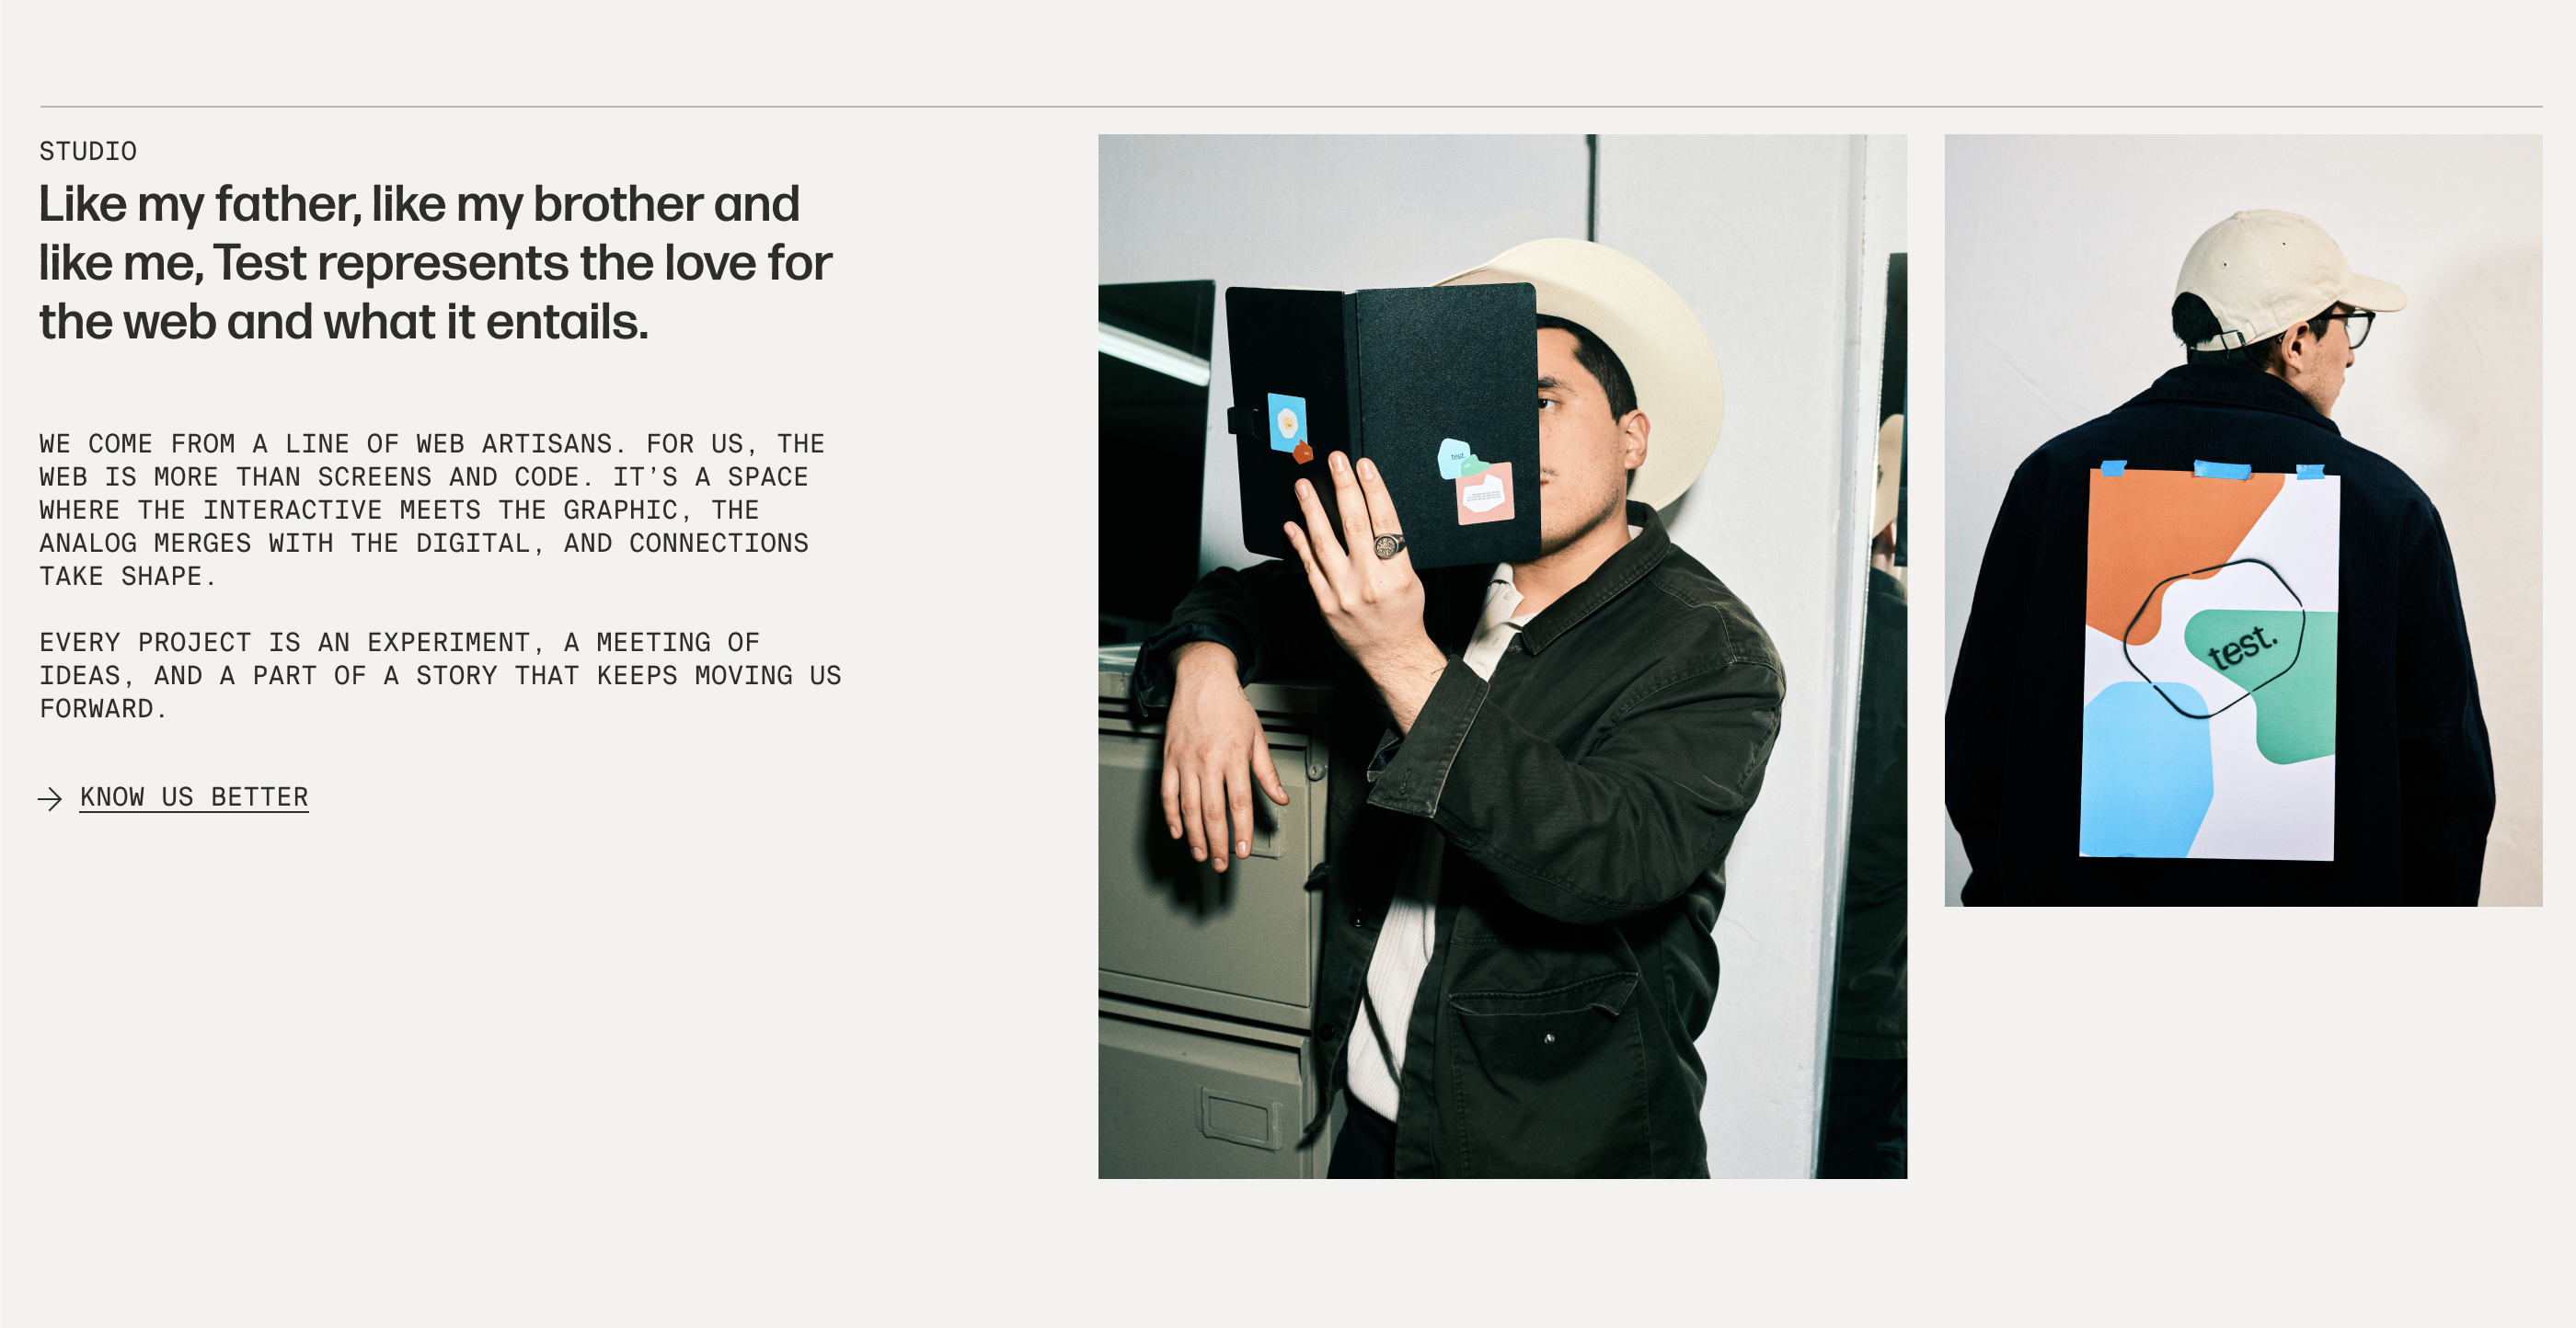 STUDIO
Like my father, like my brother and
like me, Test represents the love for
the web and what it entails.
WE COME FROM A LINE OF WEB ARTISANS. FOR US, THE
WEB IS MORE THAN SCREENS AND CODE. IT’S A SPACE
WHERE THE INTERACTIVE MEETS THE GRAPHIC, THE
ANALOG MERGES WITH THE DIGITAL, AND CONNECTIONS
TAKE SHAPE.
EVERY PROJECT IS AN EXPERIMENT, A MEETING OF
IDEAS, AND A PART OF A STORY THAT KEEPS MOVING US
FORWARD.
→ KNOW US BETTER
test.
test.